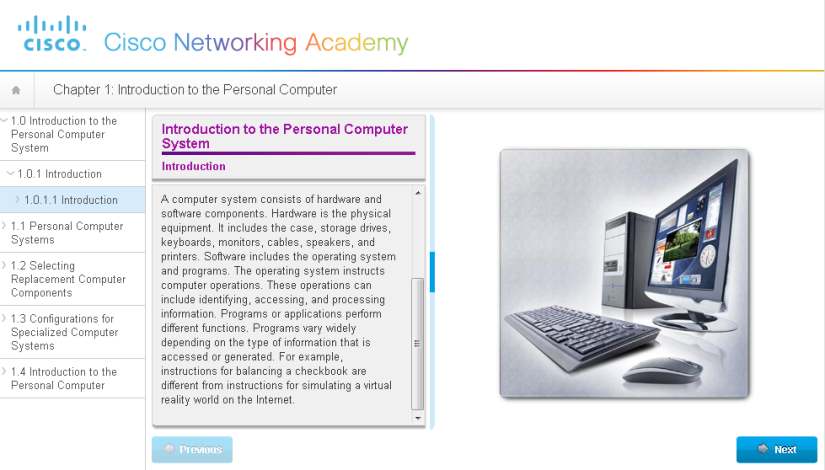 CISCO.
Cisco Networking Academy
Chapter 1: Introduction to the Personal Computer
1.0 Introduction to the
Personal Computer
System
1.0.1 Introduction
1.0.1.1 Introduction
1.1 Personal Computer
Systems
1.2 Selecting
Replacement Computer
Components
1.3 Configurations for
Specialized Computer
Systems
1.4 Introduction to the
Personal Computer
Introduction to the Personal Computer
System
Introduction
A computer system consists of hardware and
software components. Hardware is the physical
equipment. It includes the case, storage drives,
keyboards, monitors, cables, speakers, and
printers. Software includes the operating system
and programs. The operating system instructs
computer operations. These operations can
include identifying, accessing, and processing
information. Programs or applications perform
different functions. Programs vary widely
depending on the type of information that is
accessed or generated. For example,
instructions for balancing a checkbook are
different from instructions for simulating a virtual
reality world on the Internet.
Previous
Next